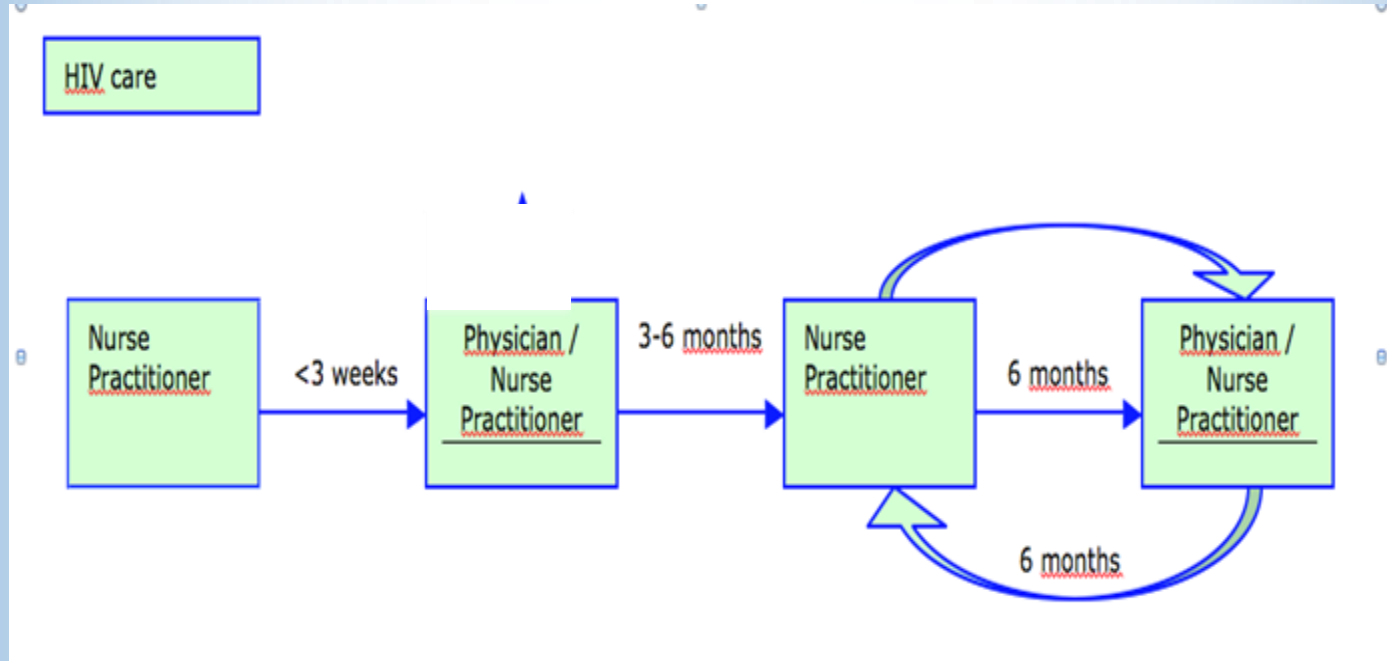 HIV care
Nurse
Practitioner
<3 weeks
Physician /
Nurse
Practitioner
3-6 months
Nurse
Practitioner
6 months
Physician /
Nurse
Practitioner
6 months